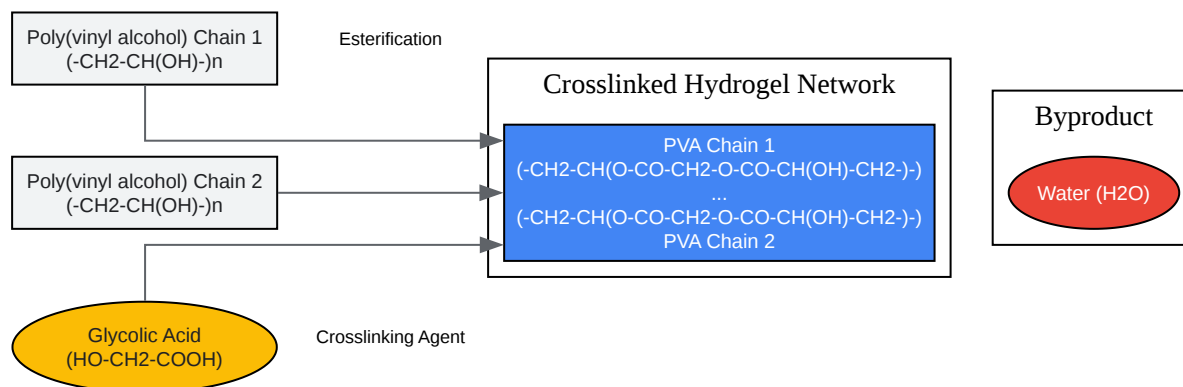 Poly(vinyl alcohol) Chain 1
(-CH2-CH(OH)-)n
Esterification
Crosslinked Hydrogel Network
PVA Chain 1
(-CH2-CH(O-CO-CH2-O-CO-CH(OH)-CH2-)-)
...
(-CH2-CH(O-CO-CH2-O-CO-CH(OH)-CH2-)-)
PVA Chain 2
Byproduct
Water (H2O)
Poly(vinyl alcohol) Chain 2
(-CH2-CH(OH)-)n
Glycolic Acid
(HO-CH2-COOH)
Crosslinking Agent